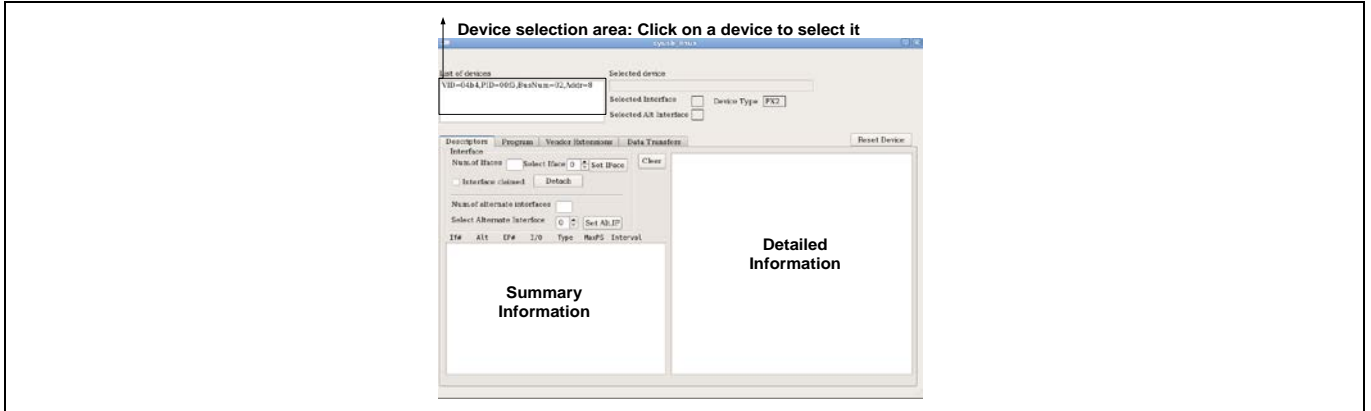 Device selection area: Click on a device to select it
cyusb_linux
List of devices
Selected device
VID=04b4,PID=00f3,BusNum=02,Addr=8
Selected Interface
Device Type FX2
Selected Alt Interface
Descriptors Program Vendor Extensions Data Transfers
Reset Device
Interface
Num.of Ifaces Select Iface 0 Set IFace
Clear
Interface claimed Detach
Num.of alternate interfaces
Select Alternate Interface 0 Set Alt.IF
If# Alt EP# I/O Type MaxPS Interval
Detailed
Information
Summary
Information